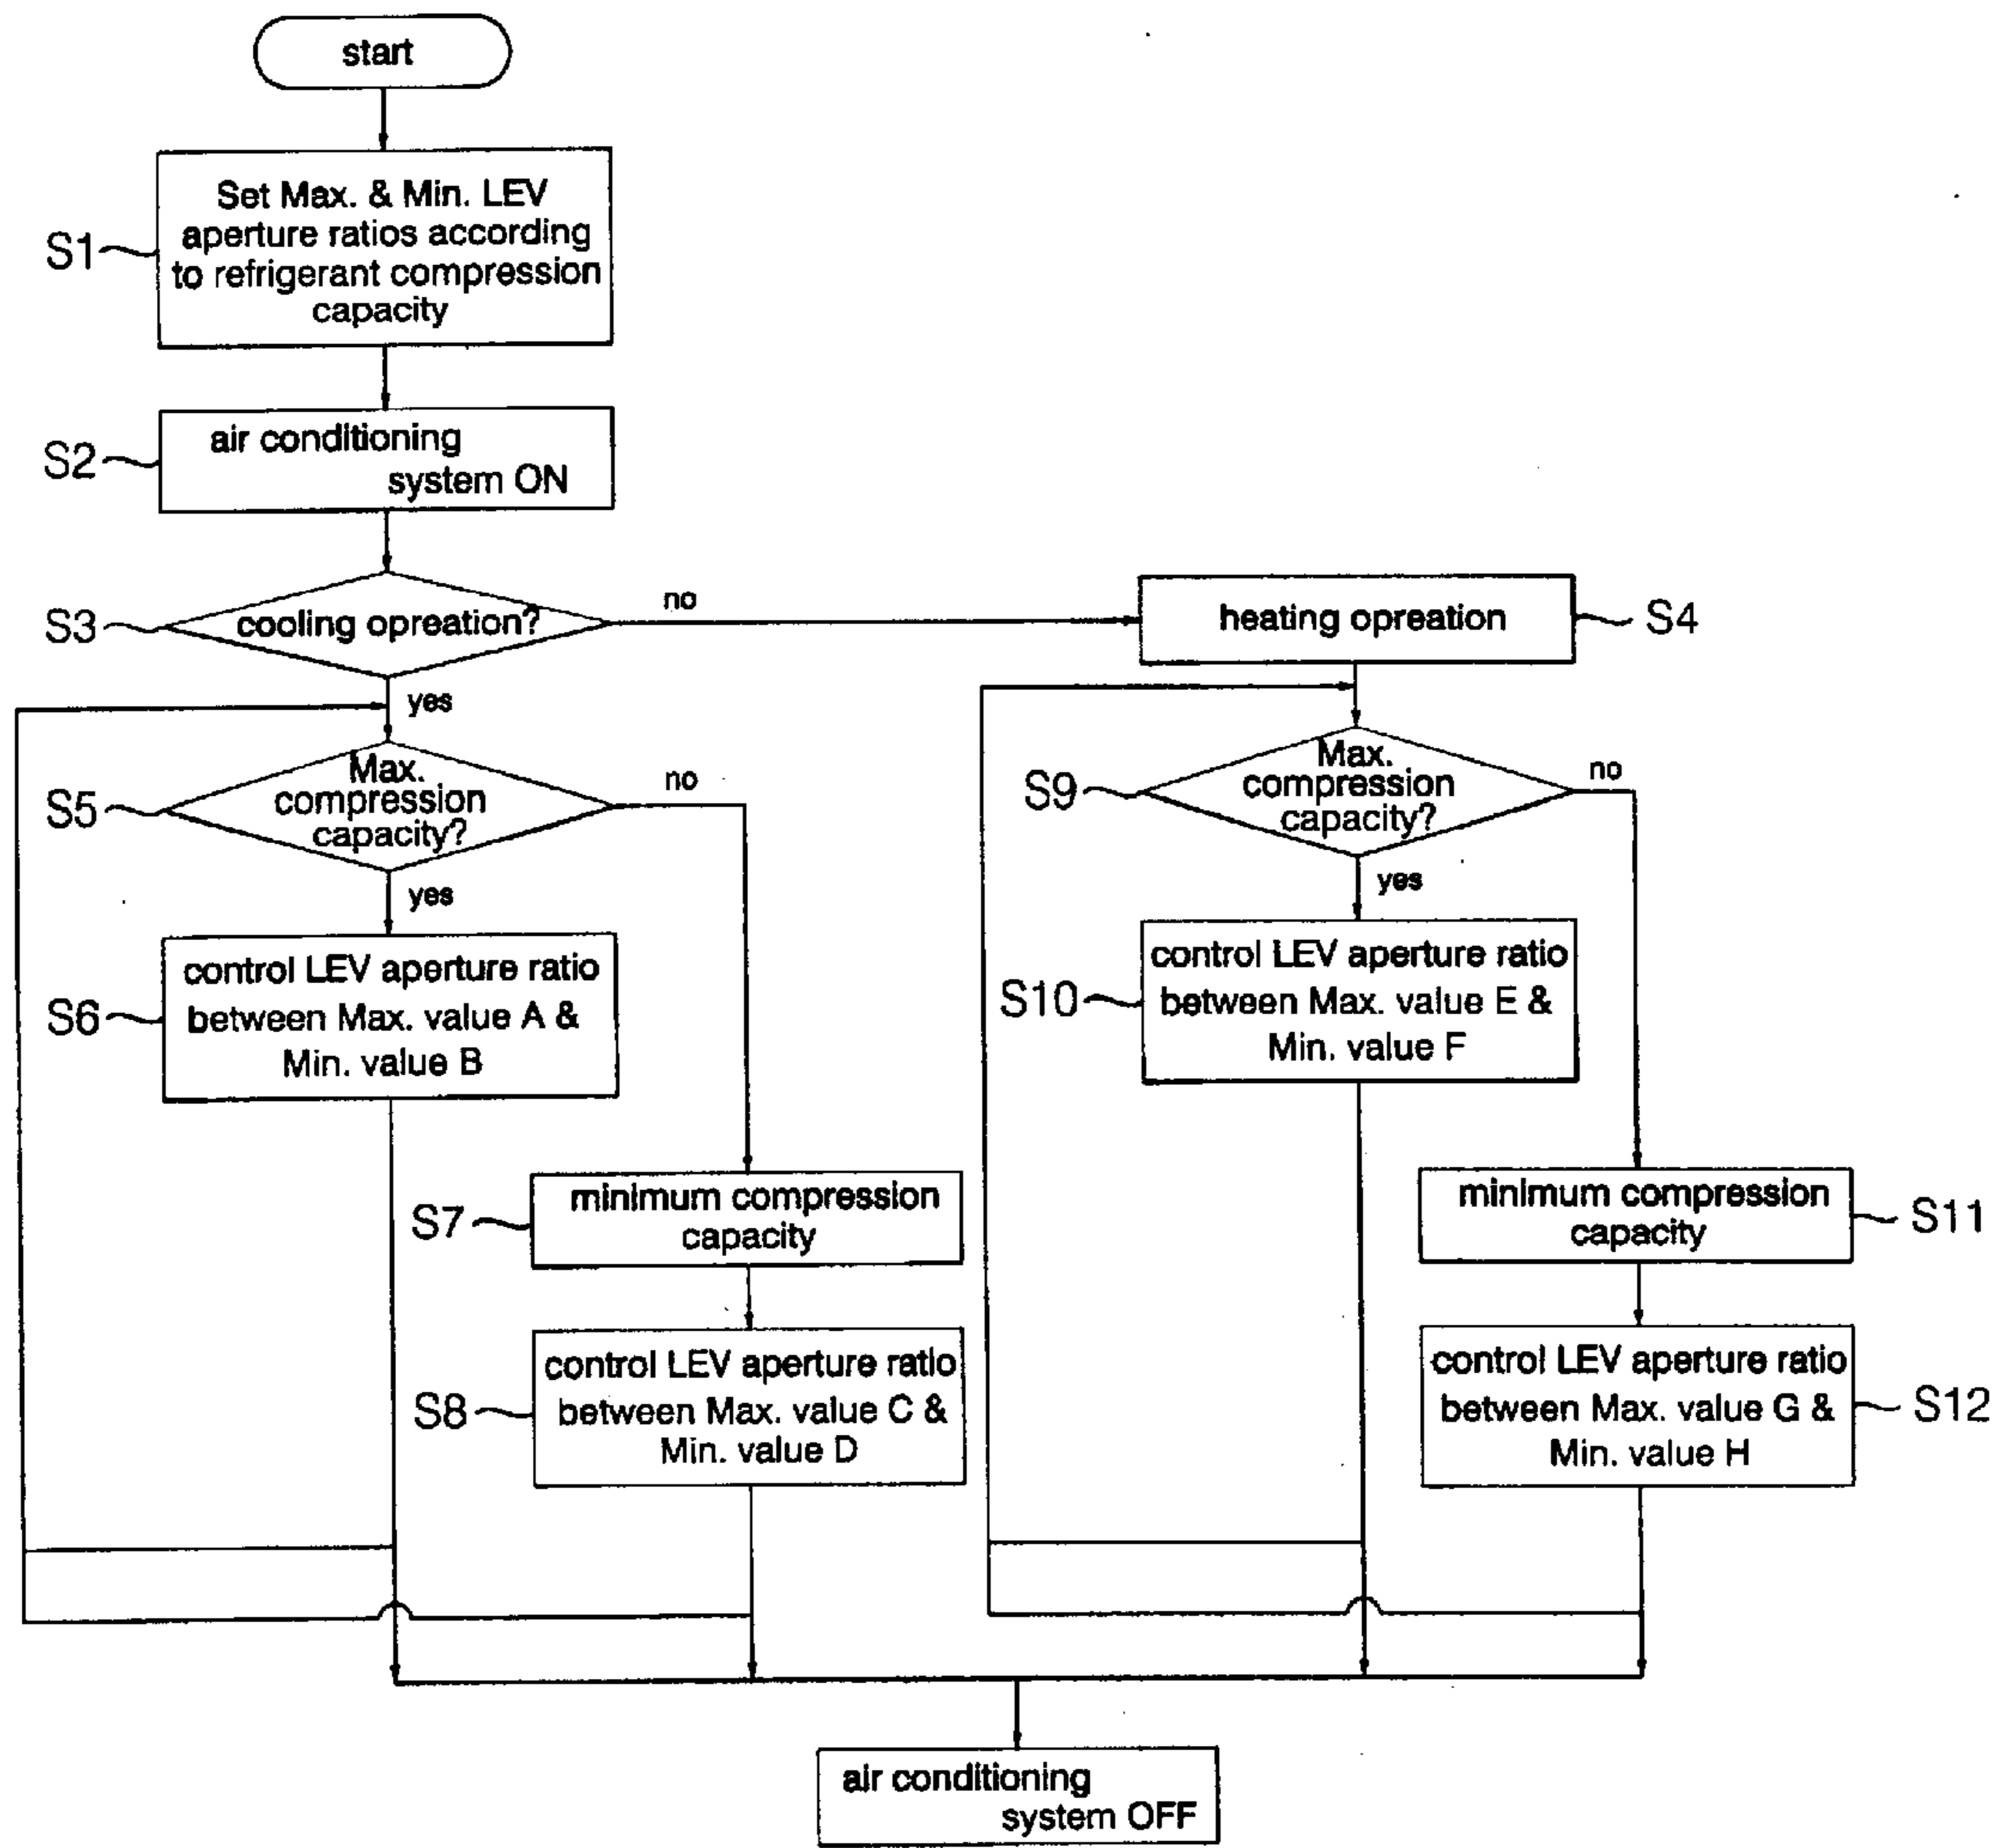 start
S1
Set Max. & Min. LEV
aperture ratios according
to refrigerant compression
capacity
S2
air conditioning
system ON
S3
cooling opreation?
no
yes
heating opreation
S4
S5
Max.
compression
capacity?
no
yes
S9
Max.
compression
capacity?
no
yes
S6
control LEV aperture ratio
between Max. value A &
Min. value B
S10
control LEV aperture ratio
between Max. value E &
Min. value F
S7
minimum compression
capacity
minimum compression
capacity
S11
S8
control LEV aperture ratio
between Max. value C &
Min. value D
control LEV aperture ratio
between Max. value G &
Min. value H
S12
air conditioning
system OFF